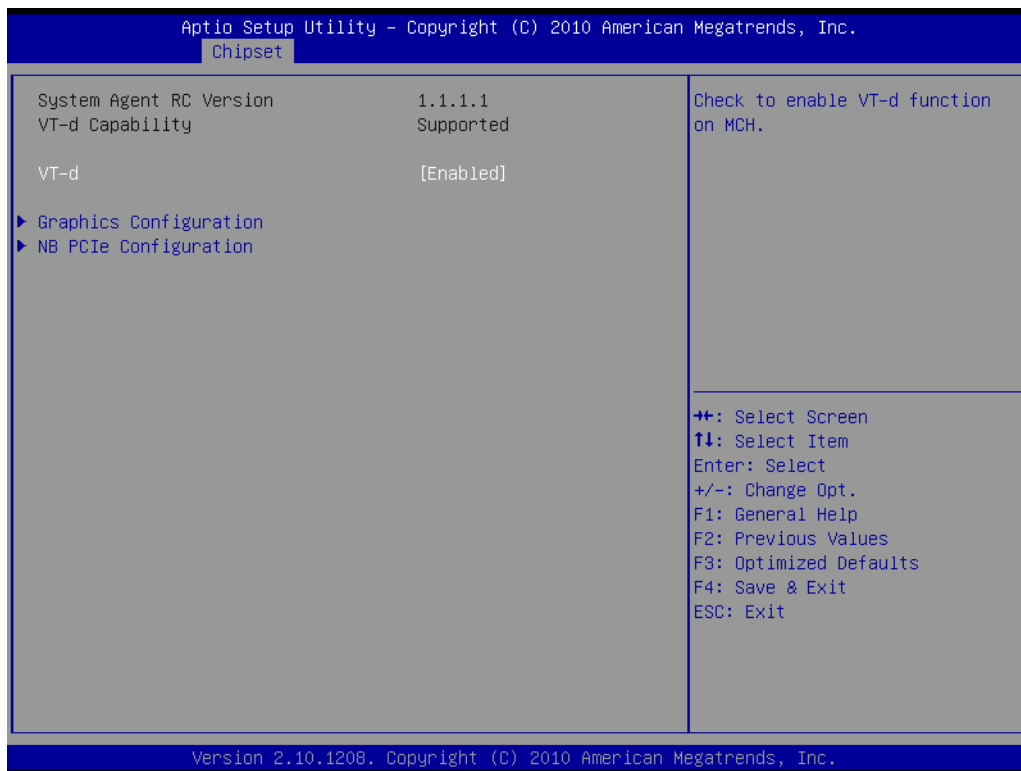 Aptio Setup Utility – Copyright (C) 2010 American Megatrends, Inc.
Chipset
System Agent RC Version 1.1.1.1
VT-d Capability Supported
VT-d [Enabled]
Graphics Configuration
NB PCIe Configuration
Check to enable VT-d function
on MCH.
→←: Select Screen
↑↓: Select Item
Enter: Select
+/-: Change Opt.
F1: General Help
F2: Previous Values
F3: Optimized Defaults
F4: Save & Exit
ESC: Exit
Version 2.10.1208. Copyright (C) 2010 American Megatrends, Inc.